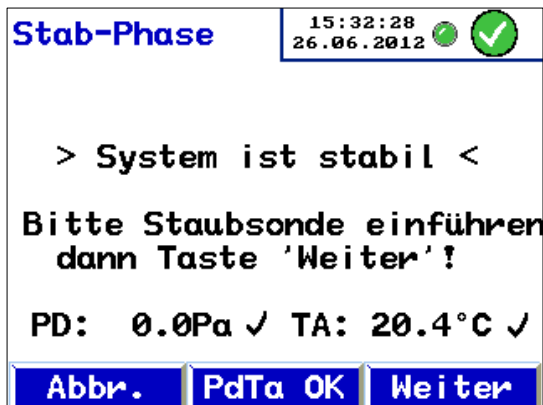 Stab-Phase
15:32:28
26.06.2012
> System ist stabil <
Bitte Staubsonde einführen
dann Taste 'Weiter'!
PD: 0.0Pa ✓ TA: 20.4°C ✓
Abbr. PdTa OK Weiter